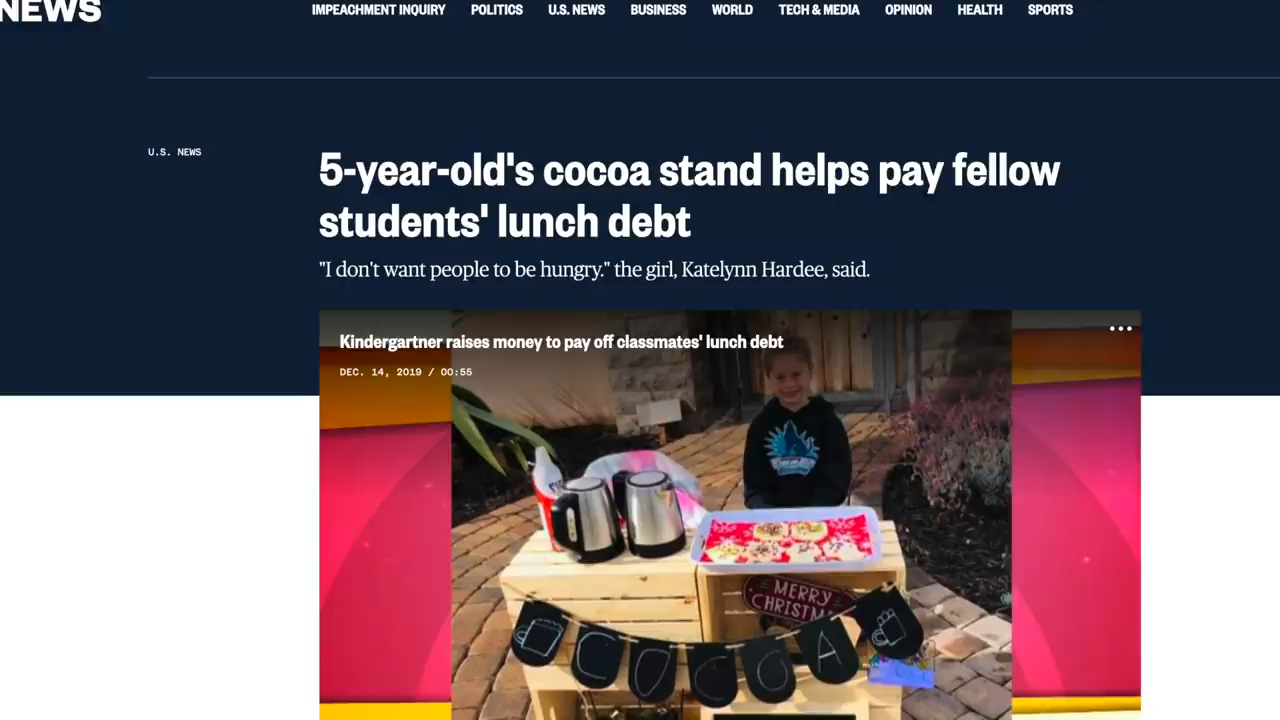 NEWS
IMPEACHMENT INQUIRY POLITICS U.S. NEWS BUSINESS WORLD TECH & MEDIA OPINION HEALTH SPORTS
U.S. NEWS
5-year-old's cocoa stand helps pay fellow
students' lunch debt
"I don't want people to be hungry." the girl, Katelynn Hardee, said.
Kindergartner raises money to pay off classmates' lunch debt
DEC. 14, 2019 / 00:55
MERRY
COCOA